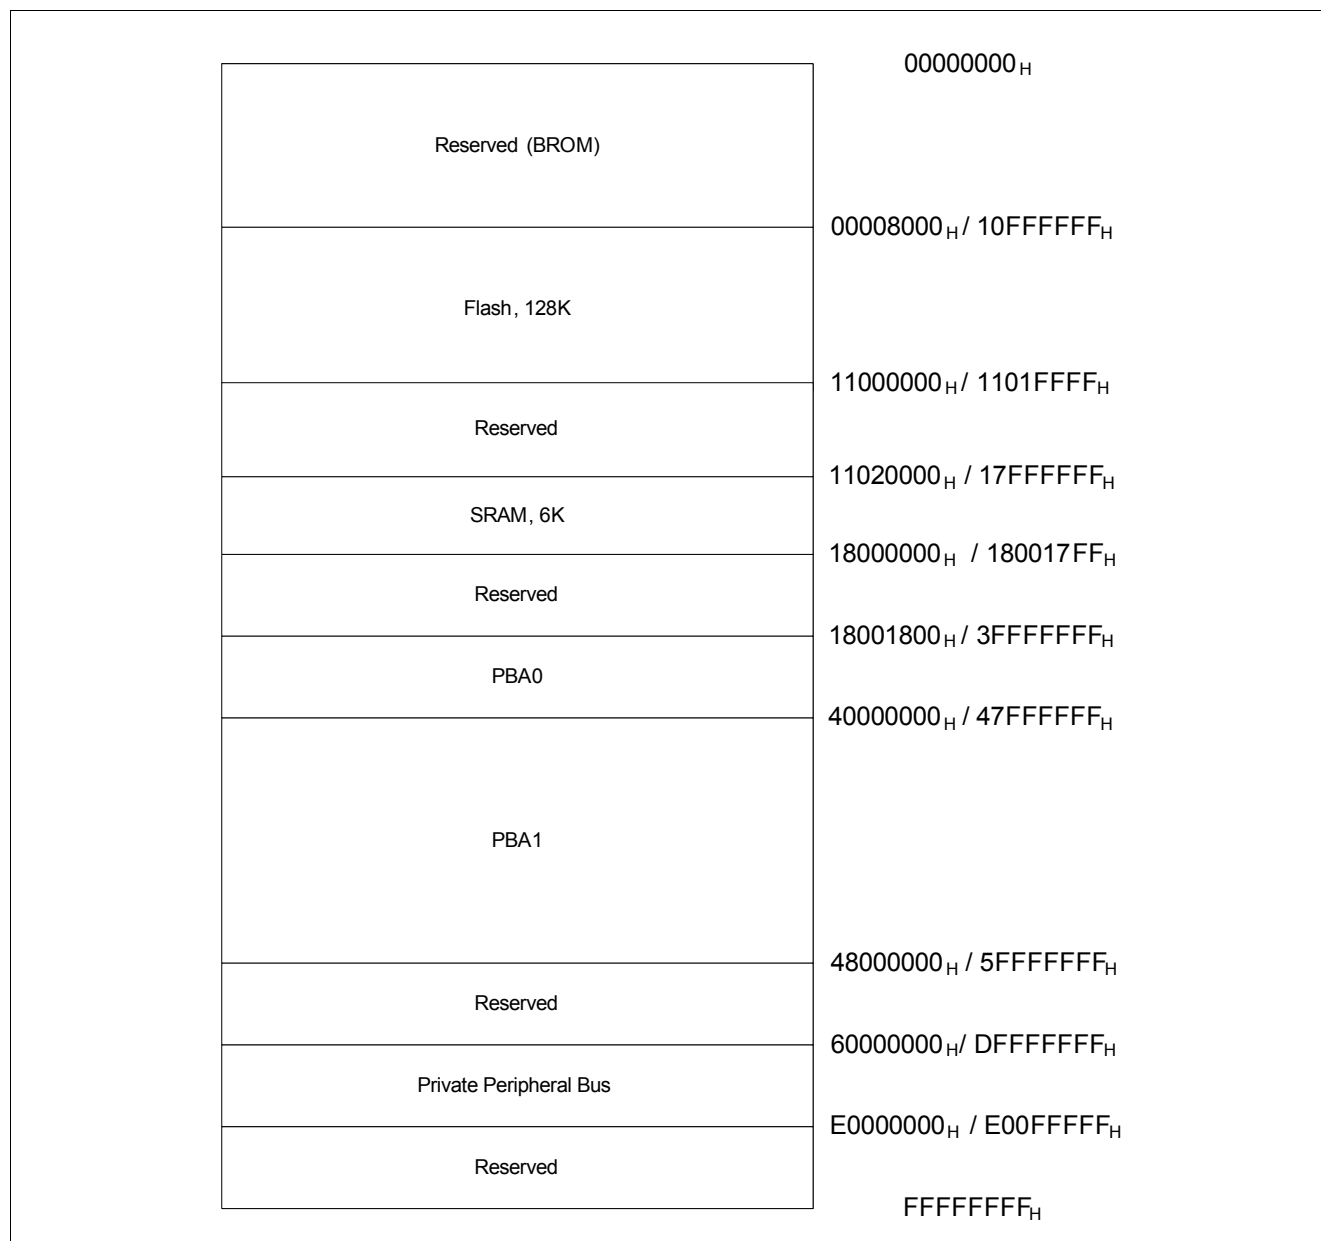 00000000H
Reserved (BROM)
00008000H / 10FFFFFFH
Flash, 128K
11000000H / 1101FFFFH
Reserved
11020000H / 17FFFFFFH
SRAM, 6K
18000000H / 180017FFH
Reserved
18001800H / 3FFFFFFFH
PBA0
40000000H / 47FFFFFFH
PBA1
48000000H / 5FFFFFFFH
Reserved
60000000H/ DFFFFFFFH
Private Peripheral Bus
E0000000H / E00FFFFFH
Reserved
FFFFFFFFH